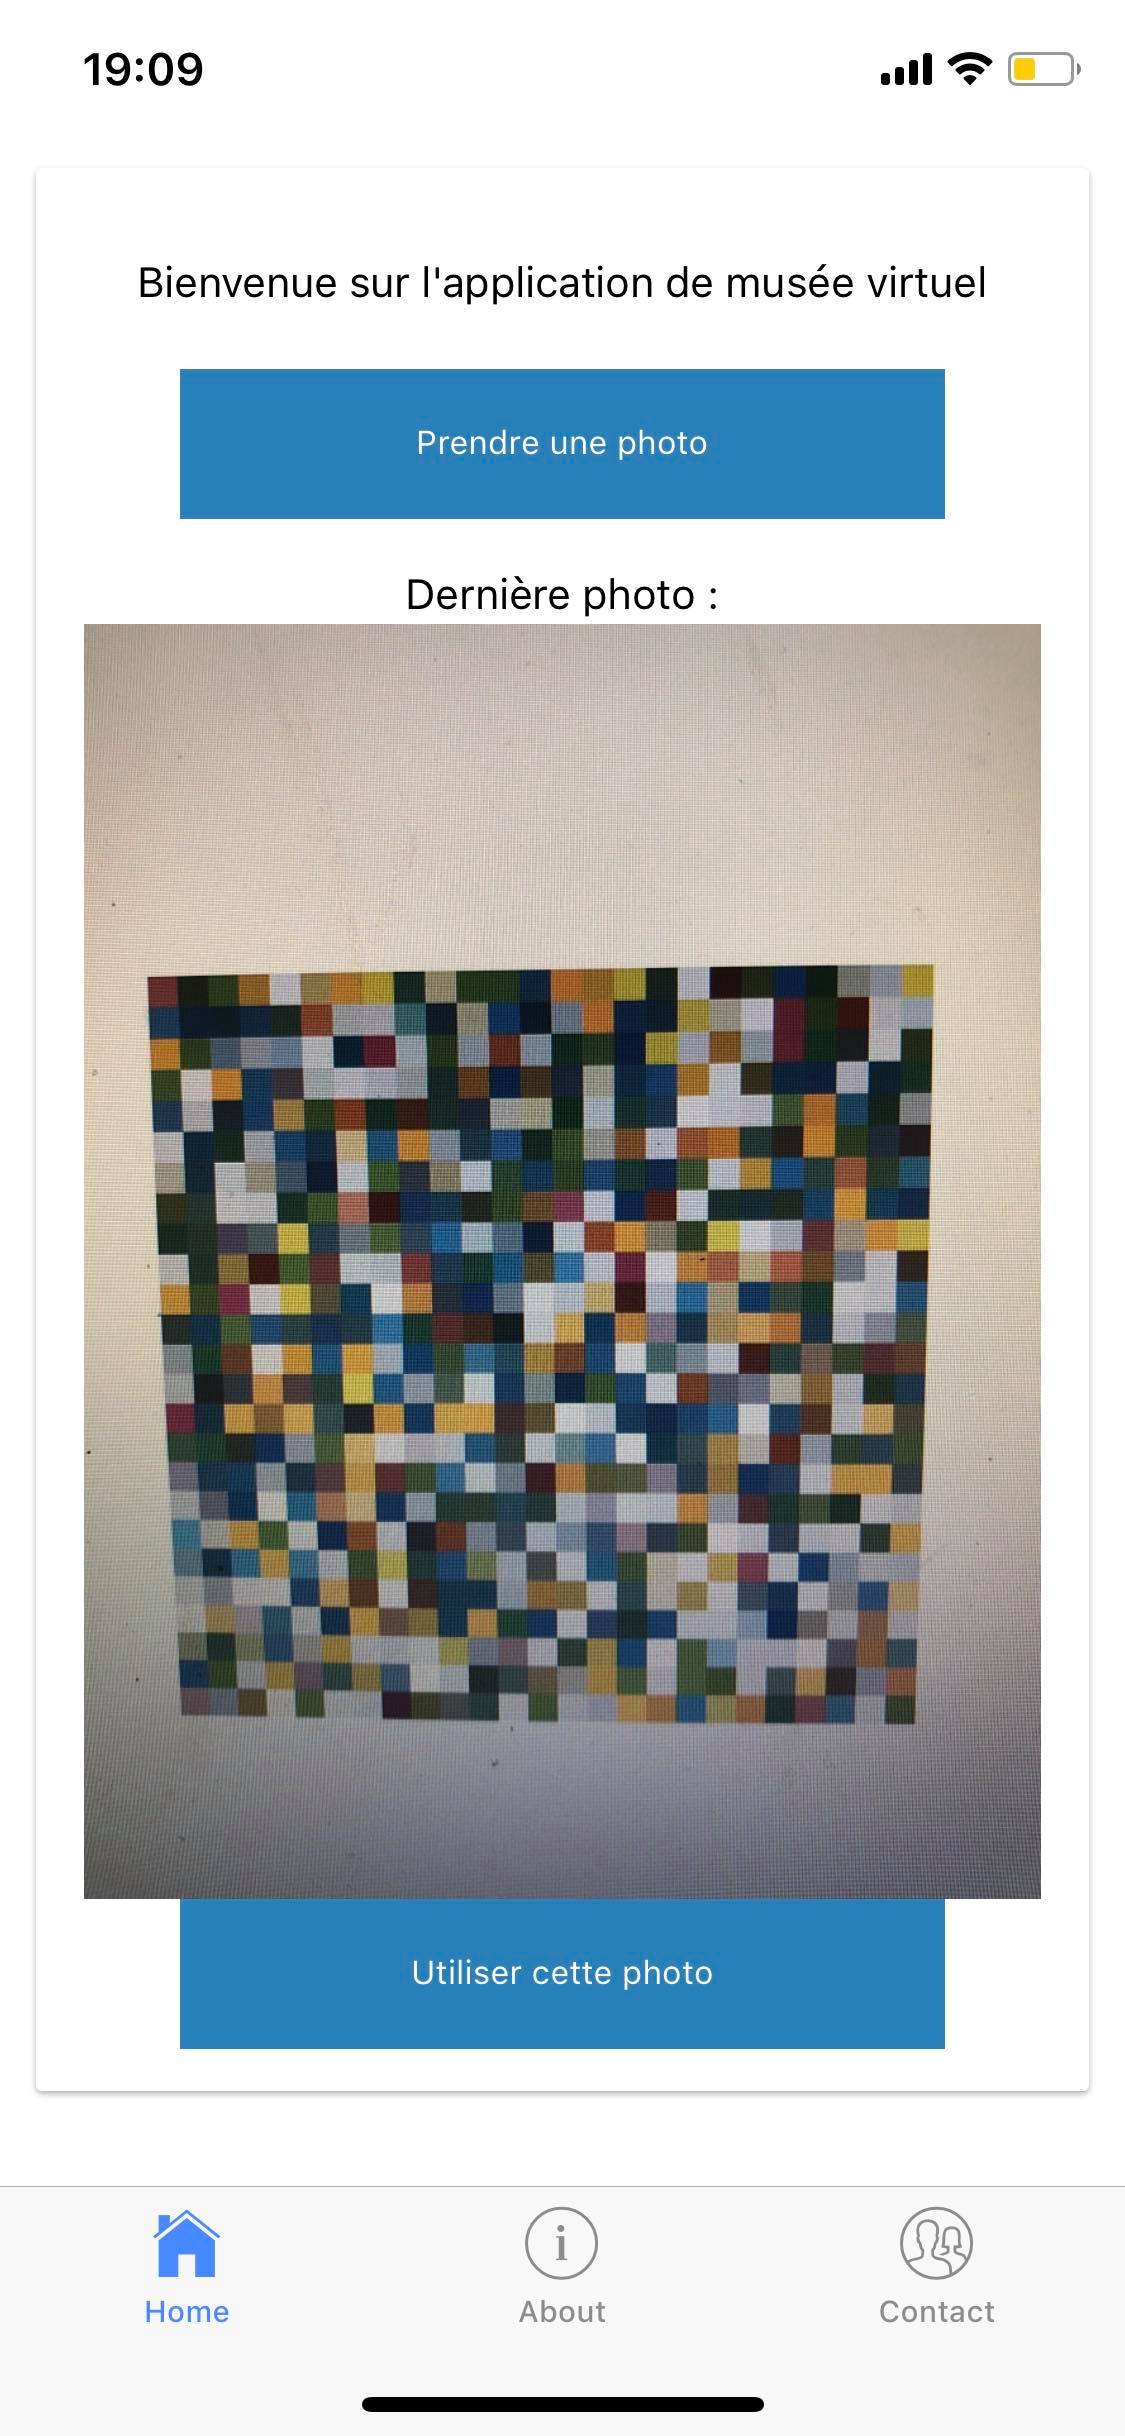 19:09
Bienvenue sur l'application de musée virtuel
Prendre une photo
Dernière photo :
Utiliser cette photo
Home
About
Contact